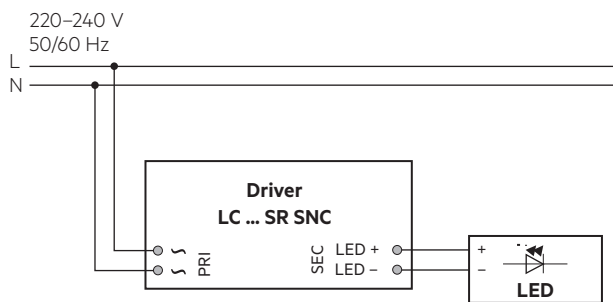 220–240 V
50/60 Hz
L
N
Driver
LC ... SR SNC
~ PRI SEC LED + +
~ LED – –
LED